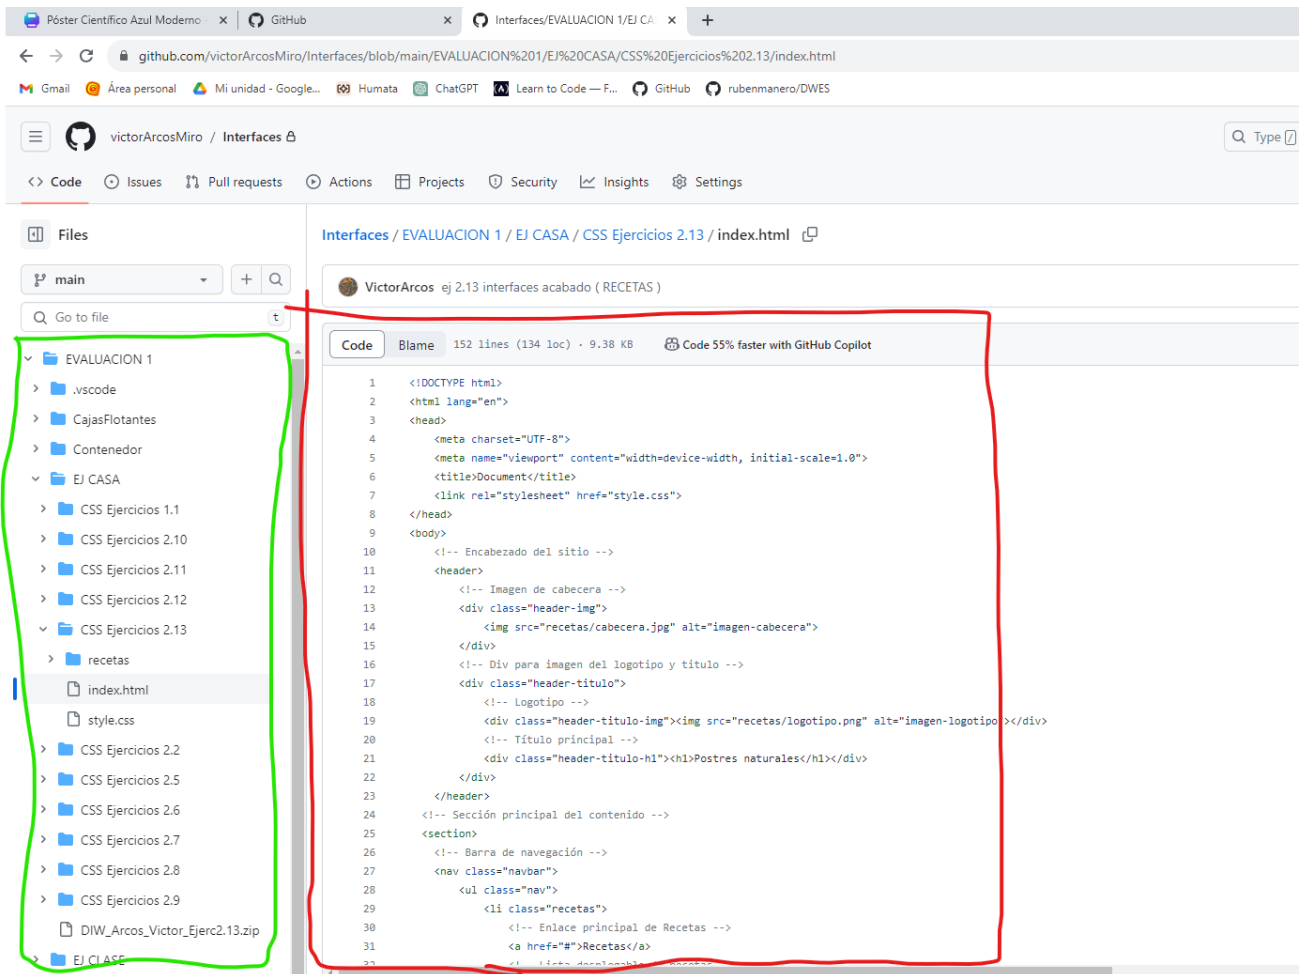 Póster Científico Azul Moderno
GitHub
Interfaces/EVALUACION 1/EJ CA
github.com/victorArcosMiro/Interfaces/blob/main/EVALUACION%201/EJ%20CASA/CSS%20Ejercicios%202.13/index.html
Gmail Área personal Mi unidad - Google... Humata ChatGPT Learn to Code — F... GitHub rubenmanero/DWES
victorArcosMiro / Interfaces
Type /
Code Issues Pull requests Actions Projects Security Insights Settings
Files
main
Go to file t
EVALUACION 1
.vscode
CajasFlotantes
Contenedor
EJ CASA
CSS Ejercicios 1.1
CSS Ejercicios 2.10
CSS Ejercicios 2.11
CSS Ejercicios 2.12
CSS Ejercicios 2.13
recetas
index.html
style.css
CSS Ejercicios 2.2
CSS Ejercicios 2.5
CSS Ejercicios 2.6
CSS Ejercicios 2.7
CSS Ejercicios 2.8
CSS Ejercicios 2.9
DIW_Arcos_Victor_Ejerc2.13.zip
EJ CLASE
Interfaces / EVALUACION 1 / EJ CASA / CSS Ejercicios 2.13 / index.html
VictorArcos ej 2.13 interfaces acabado ( RECETAS )
Code Blame 152 lines (134 loc) · 9.38 KB Code 55% faster with GitHub Copilot
1 <!DOCTYPE html>
2 <html lang="en">
3 <head>
4 <meta charset="UTF-8">
5 <meta name="viewport" content="width=device-width, initial-scale=1.0">
6 <title>Document</title>
7 <link rel="stylesheet" href="style.css">
8 </head>
9 <body>
10 <!-- Encabezado del sitio -->
11 <header>
12 <!-- Imagen de cabecera -->
13 <div class="header-img">
14 <img src="recetas/cabecera.jpg" alt="imagen-cabecera">
15 </div>
16 <!-- Div para imagen del logotipo y titulo -->
17 <div class="header-titulo">
18 <!-- Logotipo -->
19 <div class="header-titulo-img"><img src="recetas/logotipo.png" alt="imagen-logotipo"></div>
20 <!-- Título principal -->
21 <div class="header-titulo-h1"><h1>Postres naturales</h1></div>
22 </div>
23 </header>
24 <!-- Sección principal del contenido -->
25 <section>
26 <!-- Barra de navegación -->
27 <nav class="navbar">
28 <ul class="nav">
29 <li class="recetas">
30 <!-- Enlace principal de Recetas -->
31 <a href="#">Recetas</a>
32 <!-- Lista desplegable de recetas